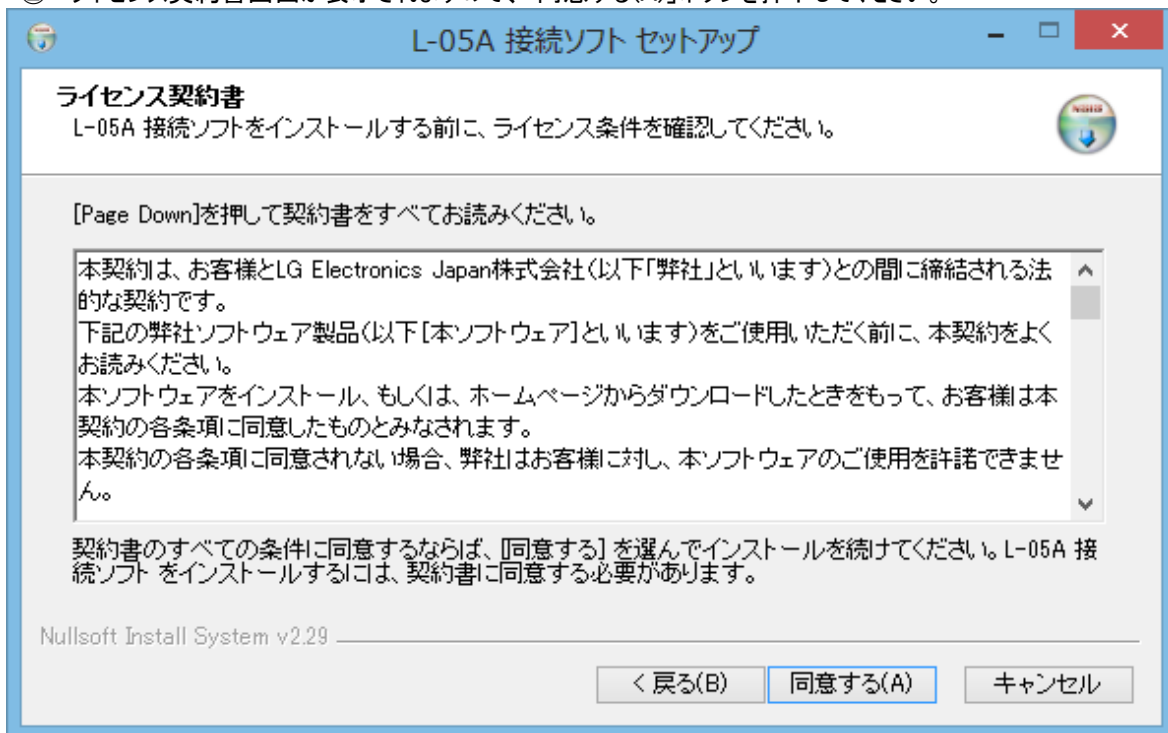 L-05A 接続ソフト セットアップ
ライセンス契約書
L-05A 接続ソフトをインストールする前に、ライセンス条件を確認してください。
[Page Down]を押して契約書をすべてお読みください。
本契約は、お客様とLG Electronics Japan株式会社(以下「弊社」といいます)との間に締結される法
的な契約です。
下記の弊社ソフトウェア製品(以下[本ソフトウェア]といいます)をご使用いただく前に、本契約をよく
お読みください。
本ソフトウェアをインストール、もしくは、ホームページからダウンロードしたときをもって、お客様は本
契約の各条項に同意したものとみなされます。
本契約の各条項に同意されない場合、弊社はお客様に対し、本ソフトウェアのご使用を許諾できませ
ん。
契約書のすべての条件に同意するならば、[同意する] を選んでインストールを続けてください。L-05A 接
続ソフト をインストールするには、契約書に同意する必要があります。
Nullsoft Install System v2.29
< 戻る(B)
同意する(A)
キャンセル